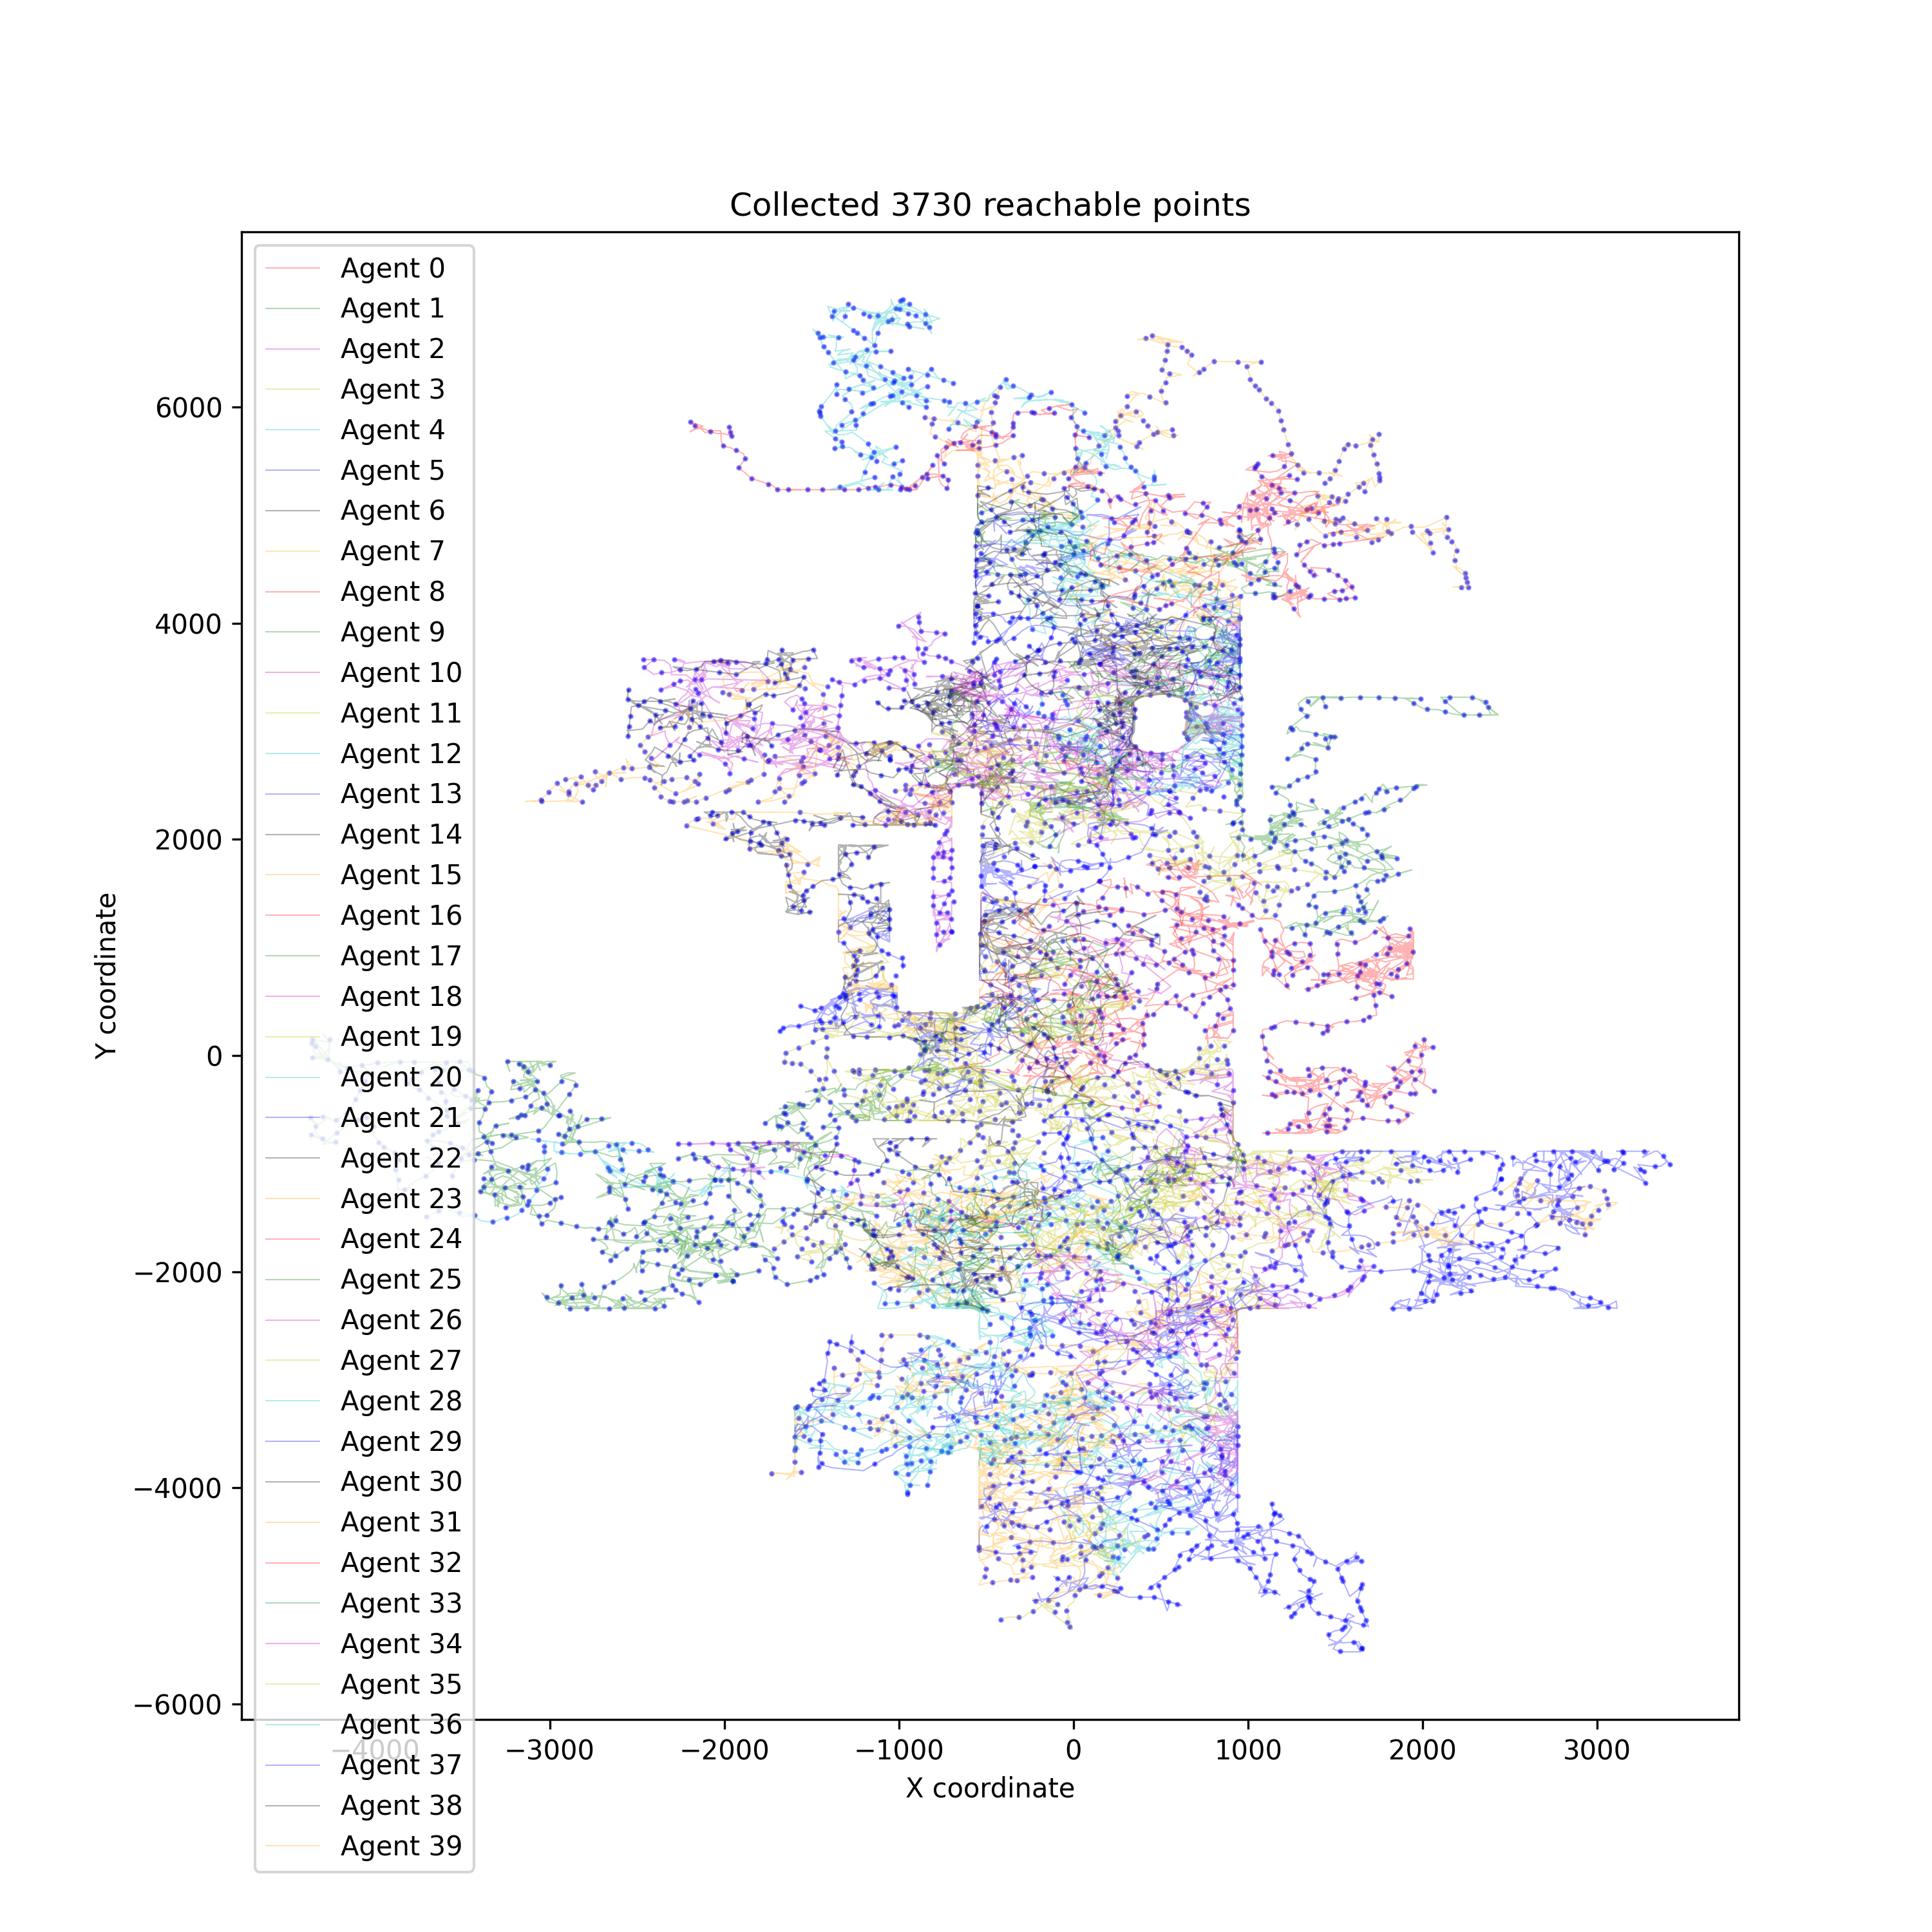 Collected 3730 reachable points
Agent 0
Agent 1
Agent 2
Agent 3
Agent 4
Agent 5
Agent 6
Agent 7
Agent 8
Agent 9
Agent 10
Agent 11
Agent 12
Agent 13
Agent 14
Agent 15
Agent 16
Agent 17
Agent 18
Agent 19
Agent 20
Agent 21
Agent 22
Agent 23
Agent 24
Agent 25
Agent 26
Agent 27
Agent 28
Agent 29
Agent 30
Agent 31
Agent 32
Agent 33
Agent 34
Agent 35
Agent 36
Agent 37
Agent 38
Agent 39
6000
4000
2000
0
−2000
−4000
−6000
Y coordinate
−4000 −3000 −2000 −1000 0 1000 2000 3000
X coordinate